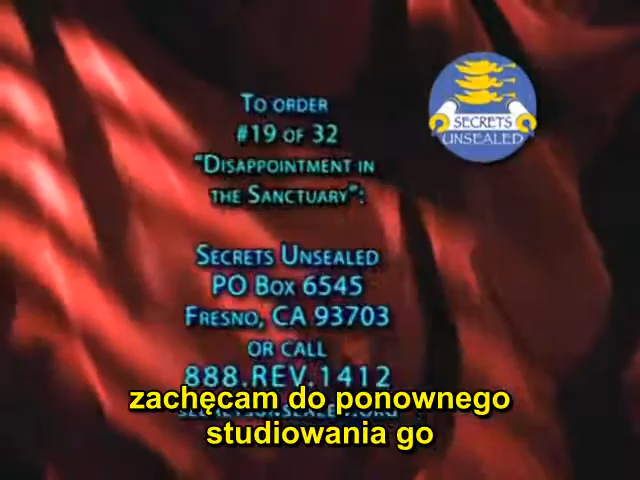 TO ORDER
#19 OF 32
"DISAPPOINTMENT IN
THE SANCTUARY":
SECRETS
UNSEALED
SECRETS UNSEALED
PO BOX 6545
FRESNO, CA 93703
OR CALL
888.REV.1412
zachęcam do ponownego
studiowania go